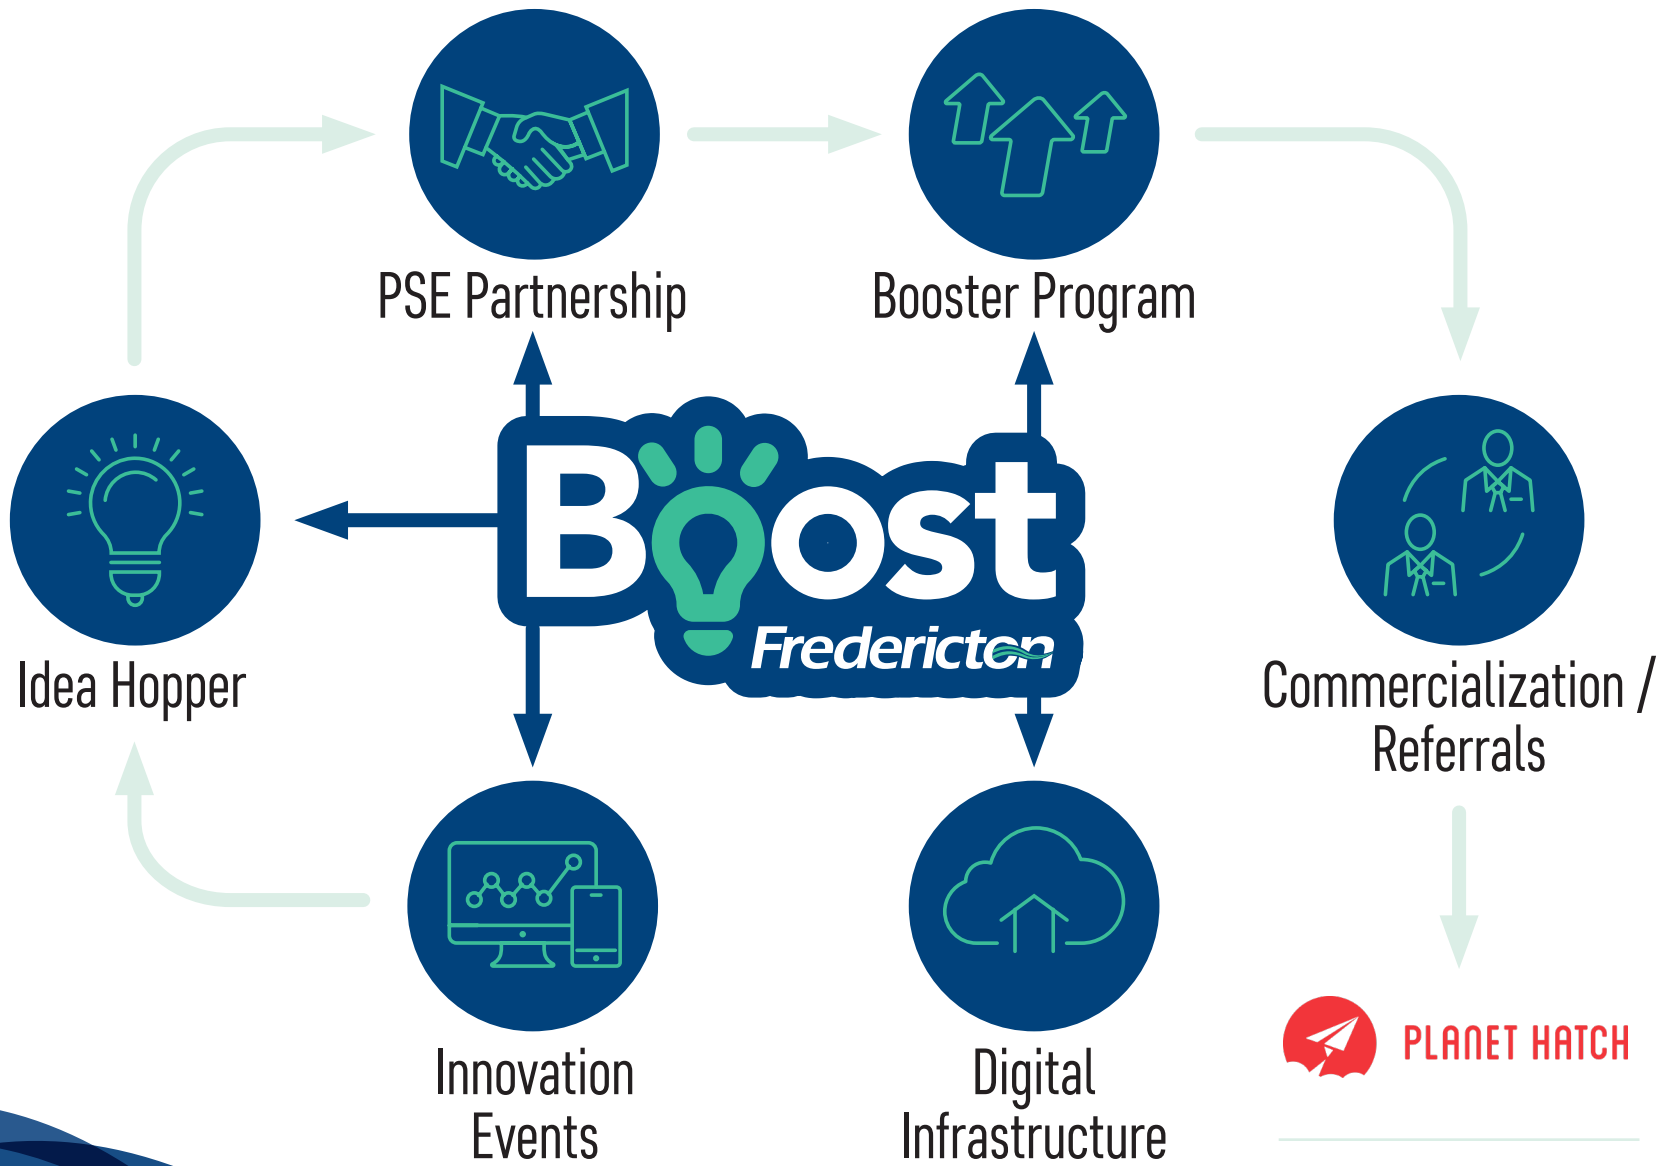 PSE Partnership
Booster Program
Boost
Fredericton
Idea Hopper
Commercialization /
Referrals
Innovation
Events
Digital
Infrastructure
PLANET HATCH